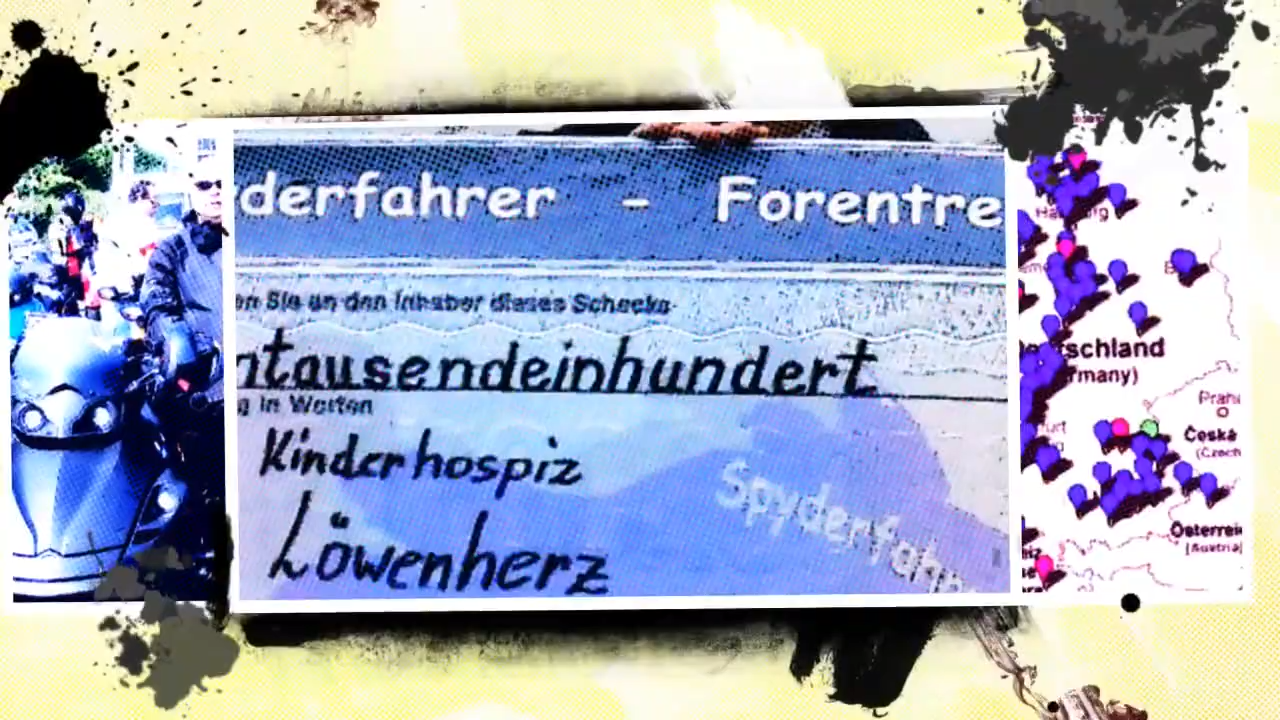 derfahrer - Forentre
en Sie an den Inhaber dieses Schecks
ntausendeinhundert
g in Worten
Kinderhospiz
Löwenherz
Spyderfahr
Hamburg
schland
rmany)
Praha
Česká
(Czech
Österrei
(Austria)